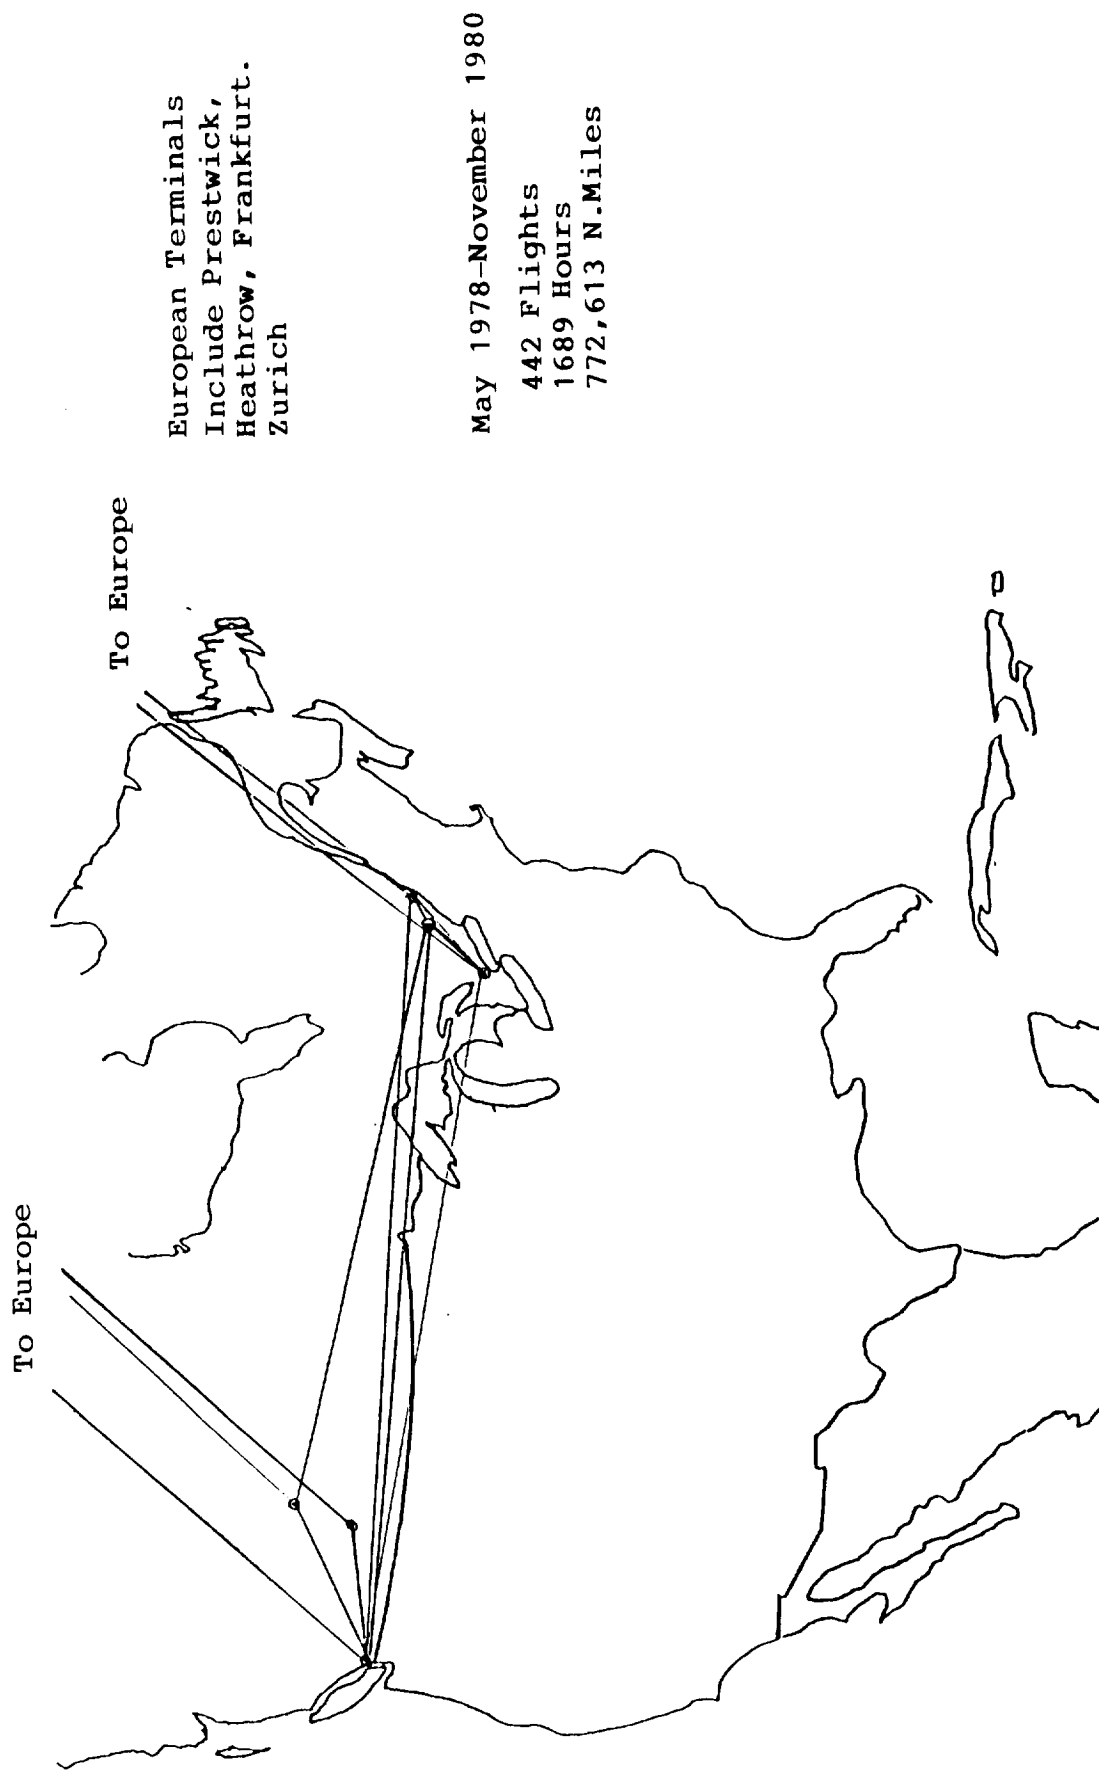 To Europe
To Europe
European Terminals
Include Prestwick,
Heathrow, Frankfurt.
Zurich
May 1978–November 1980
442 Flights
1689 Hours
772,613 N.Miles